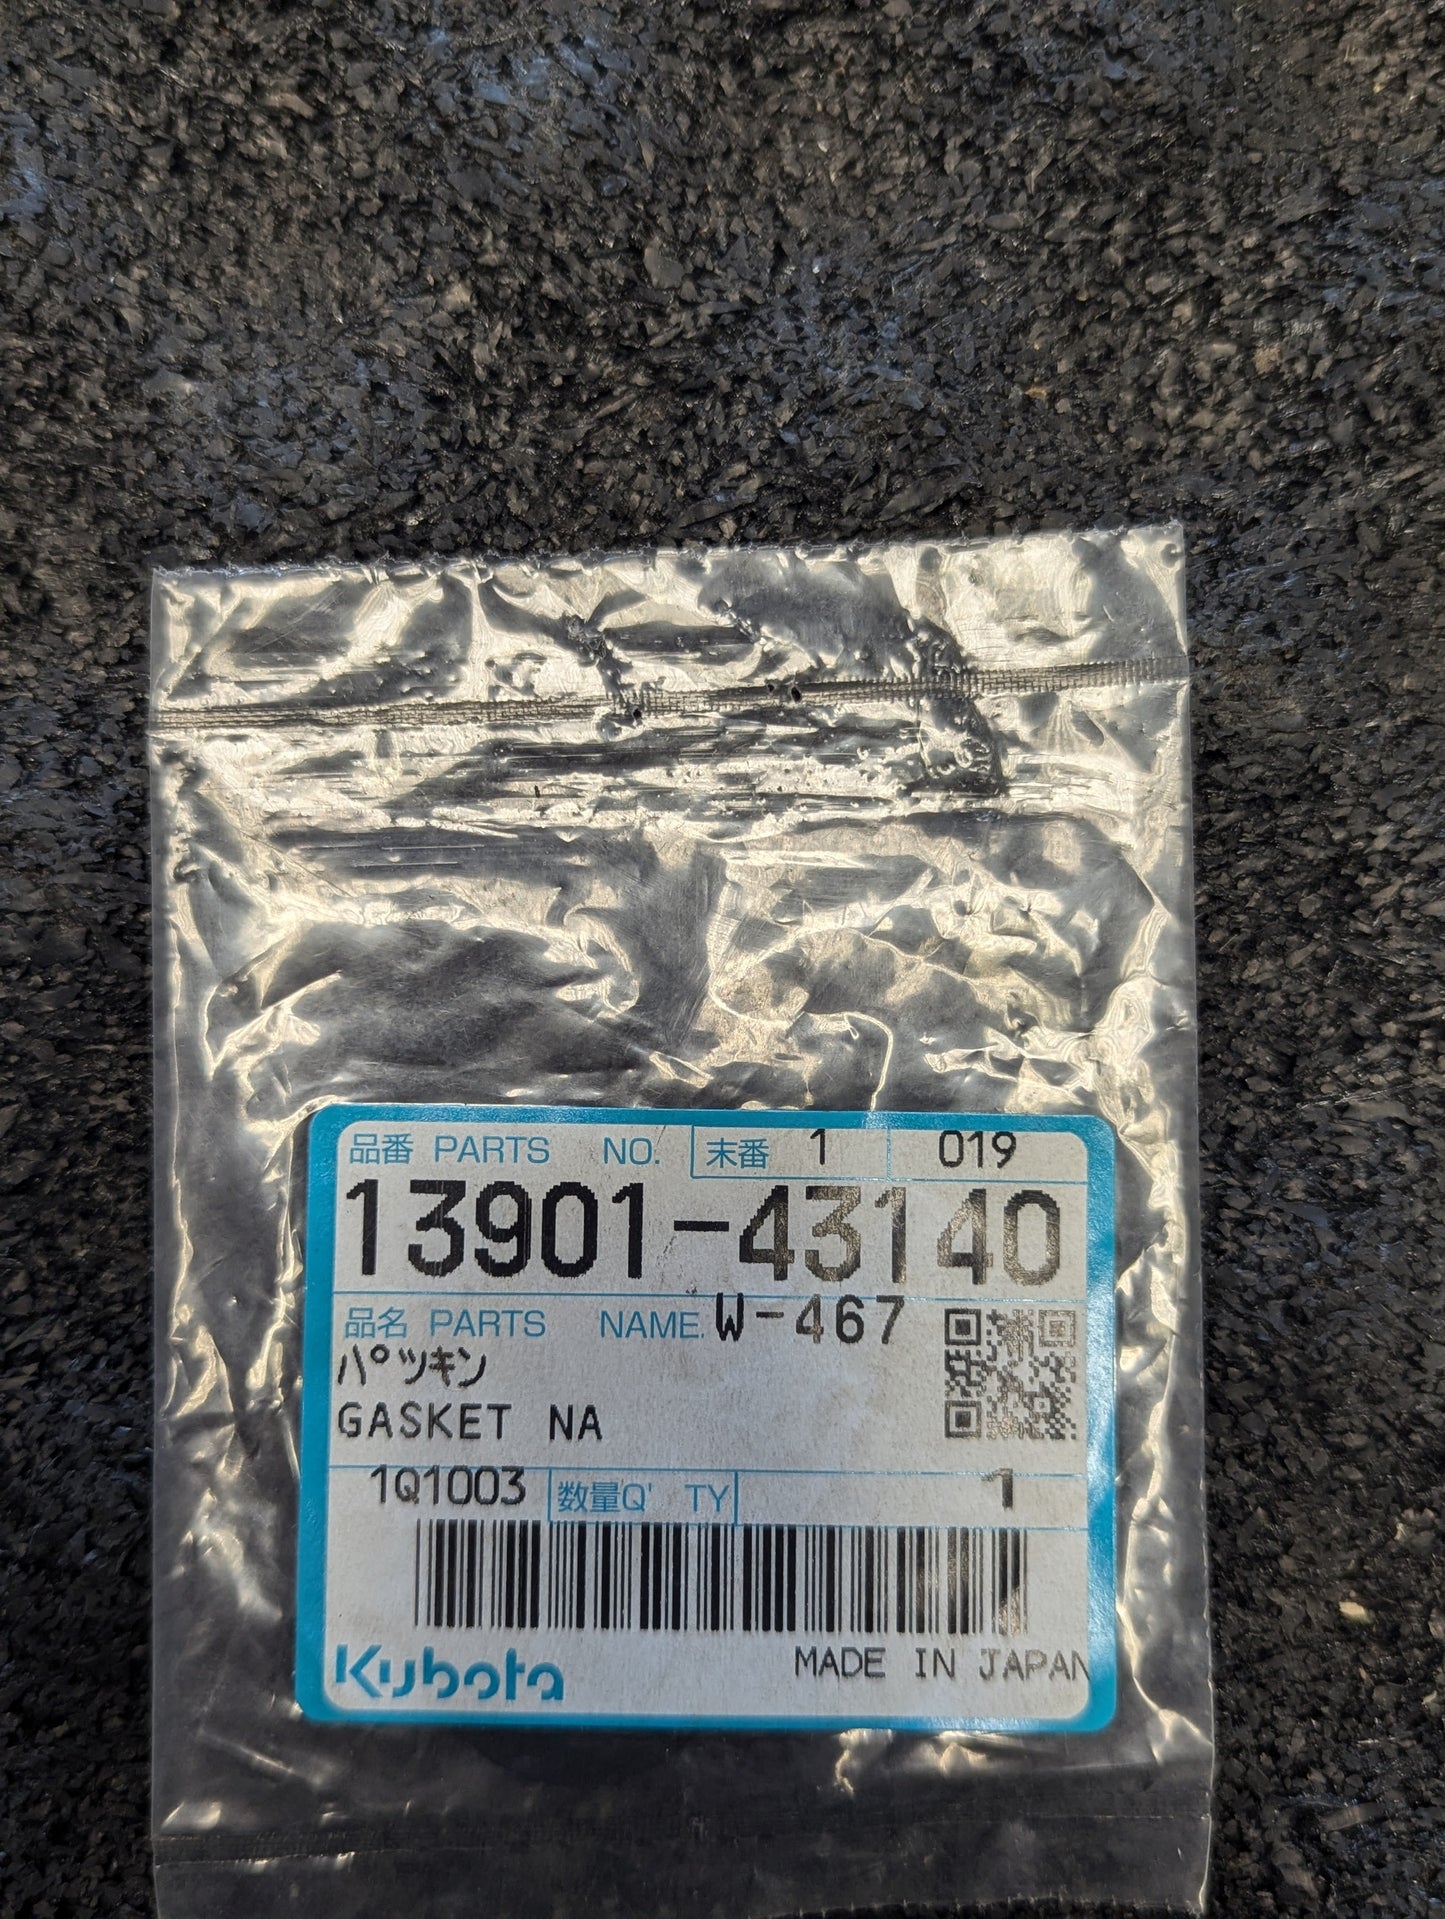 品番 PARTS NO. 末番 1 019
13901-43140
品名 PARTS NAME. W-467
パツキン
GASKET NA
1Q1003 数量Q' TY 1
Kubota MADE IN JAPAN